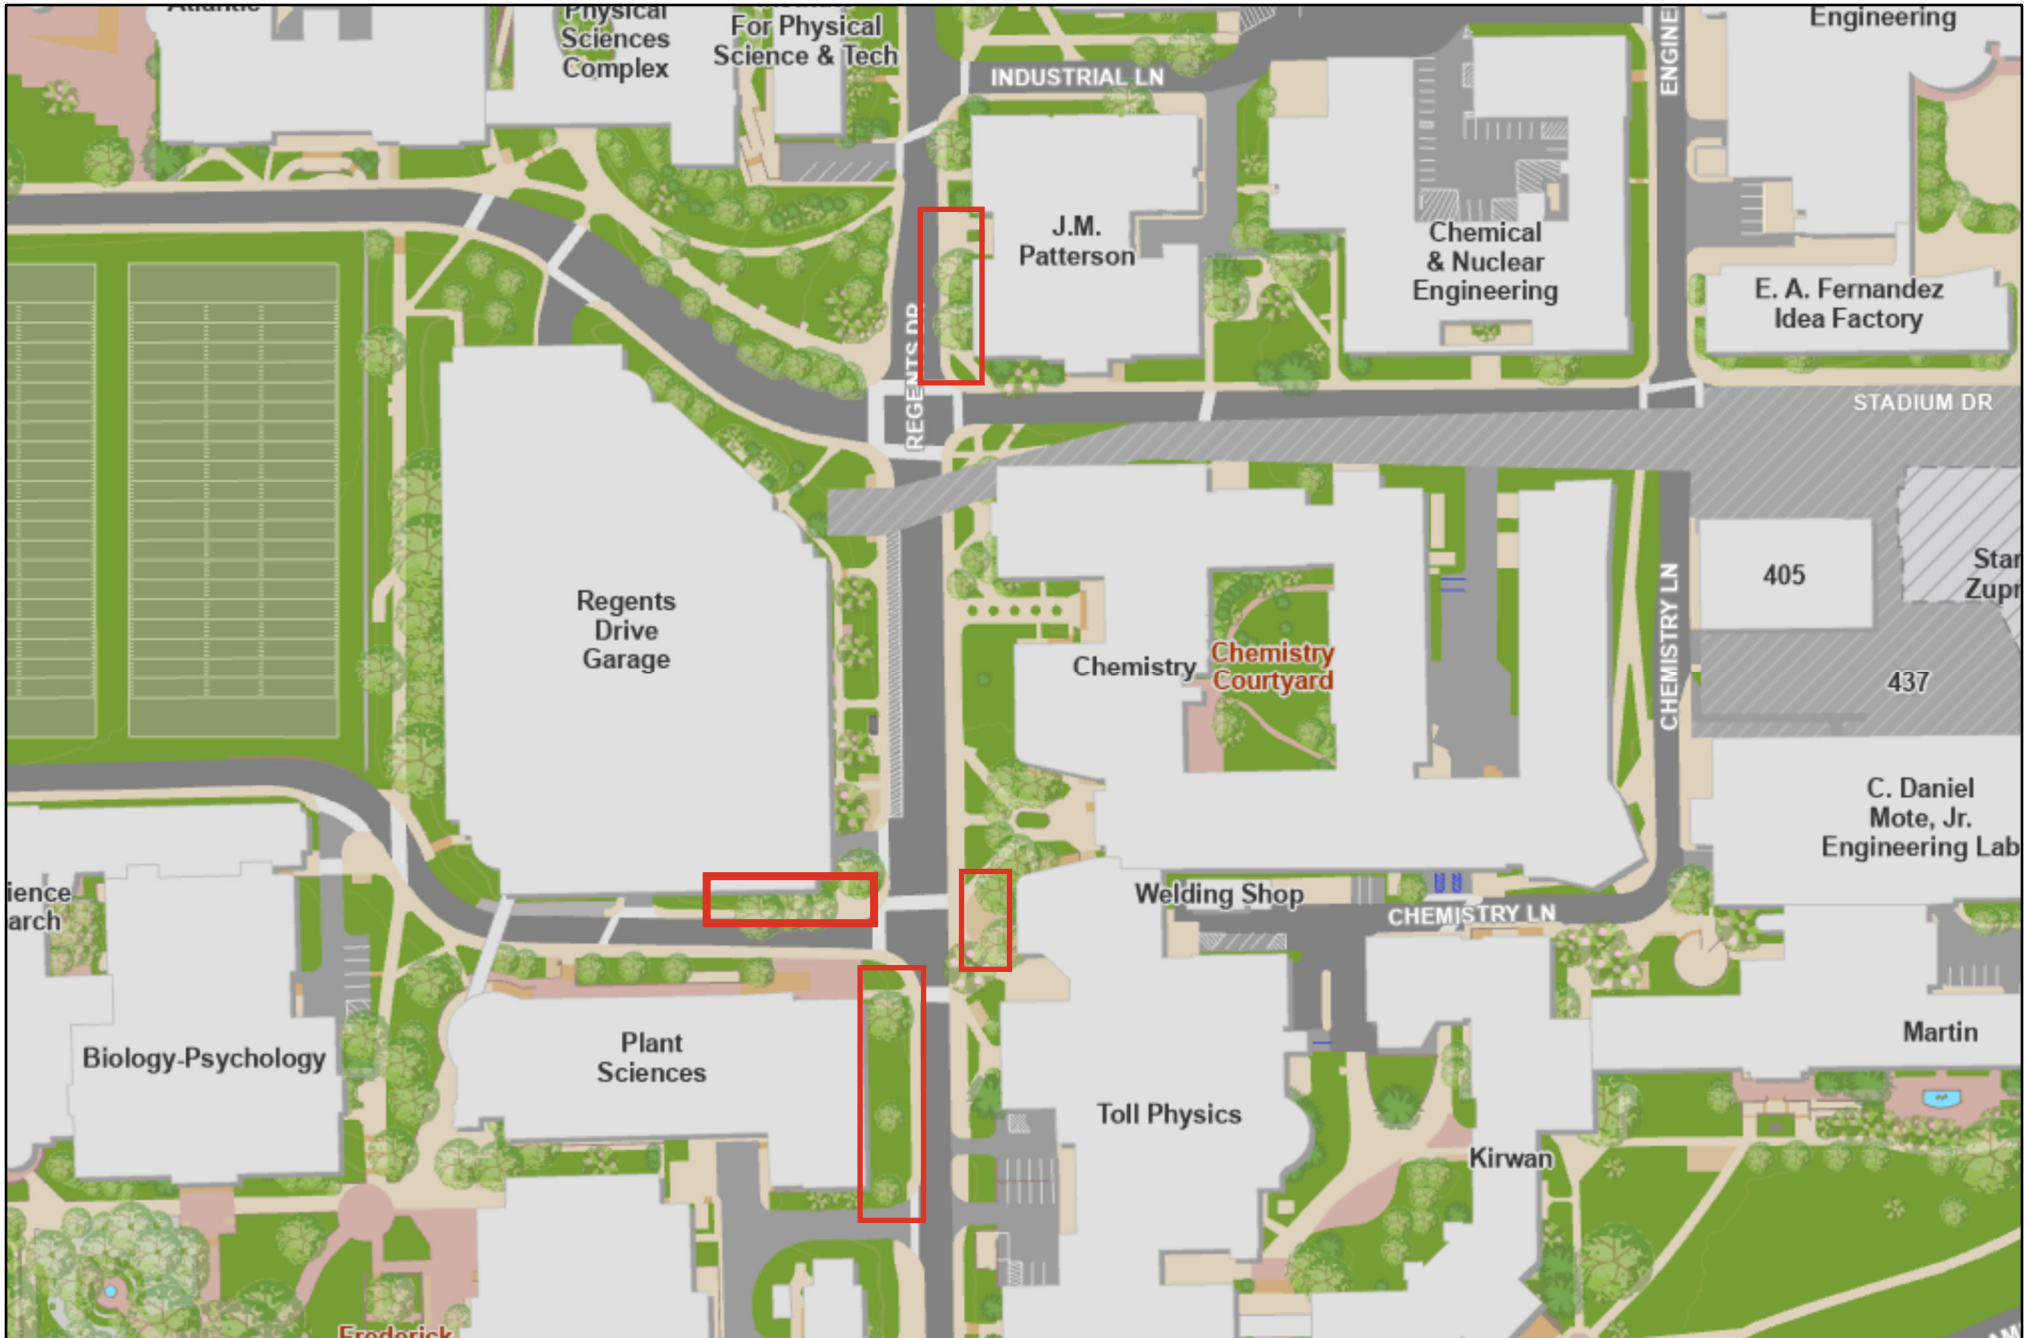 Atlantic
Physical
Sciences
Complex
For Physical
Science & Tech
INDUSTRIAL LN
Engineering
J.M.
Patterson
Chemical
& Nuclear
Engineering
E. A. Fernandez
Idea Factory
REGENTS DR
STADIUM DR
Regents
Drive
Garage
Chemistry
Chemistry
Courtyard
CHEMISTRY LN
405
437
C. Daniel
Mote, Jr.
Engineering Lab
Welding Shop
CHEMISTRY LN
Biology-Psychology
Plant
Sciences
Toll Physics
Kirwan
Martin
Frederick